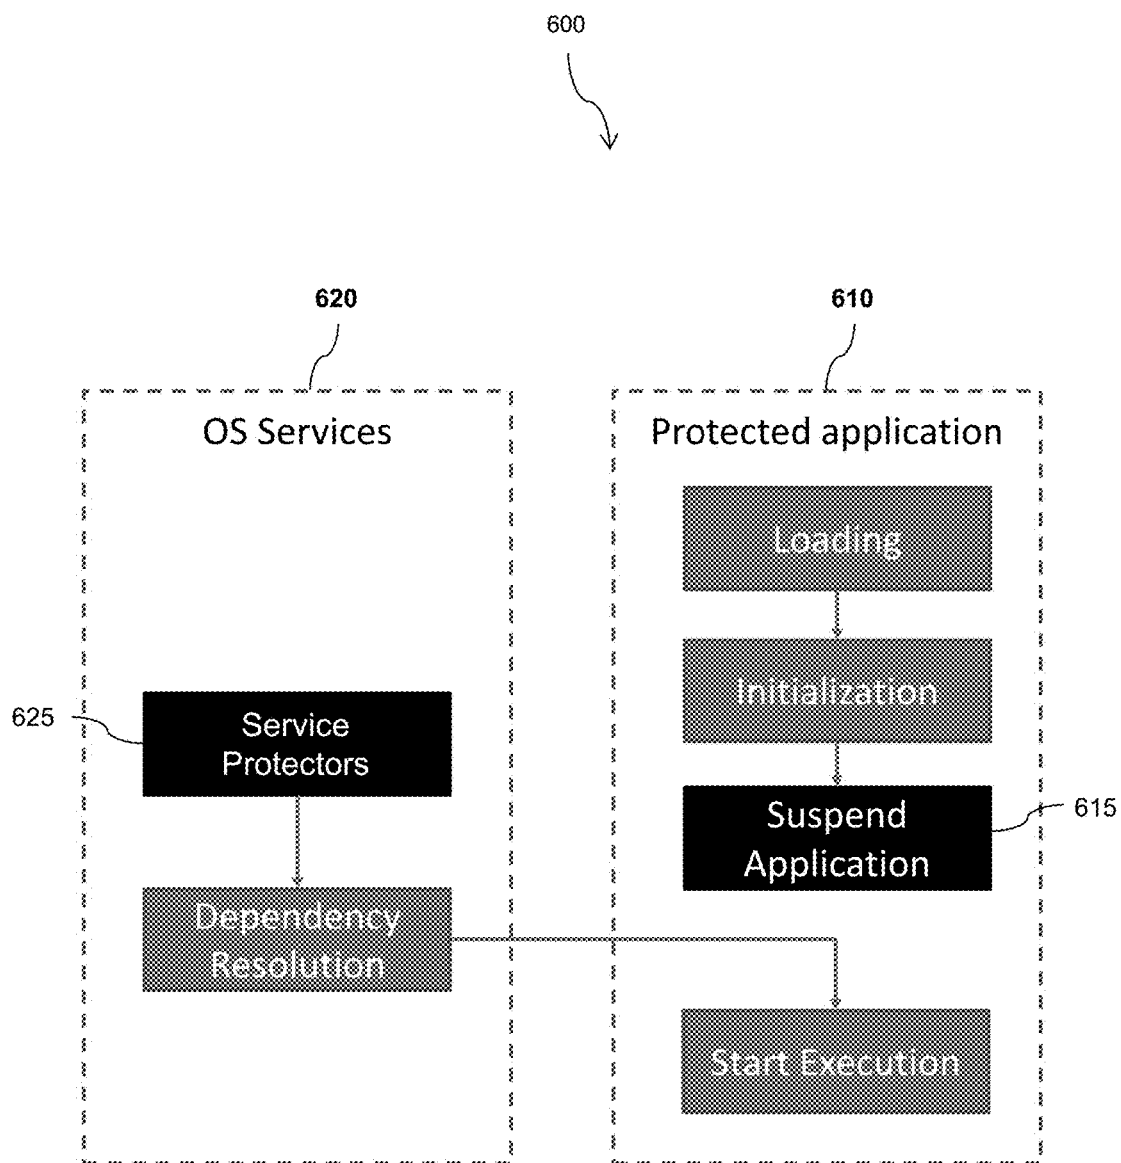 600
620
610
OS Services
Protected application
Loading
Initialization
625
Service
Protectors
Suspend
Application
615
Dependency
Resolution
Start Execution